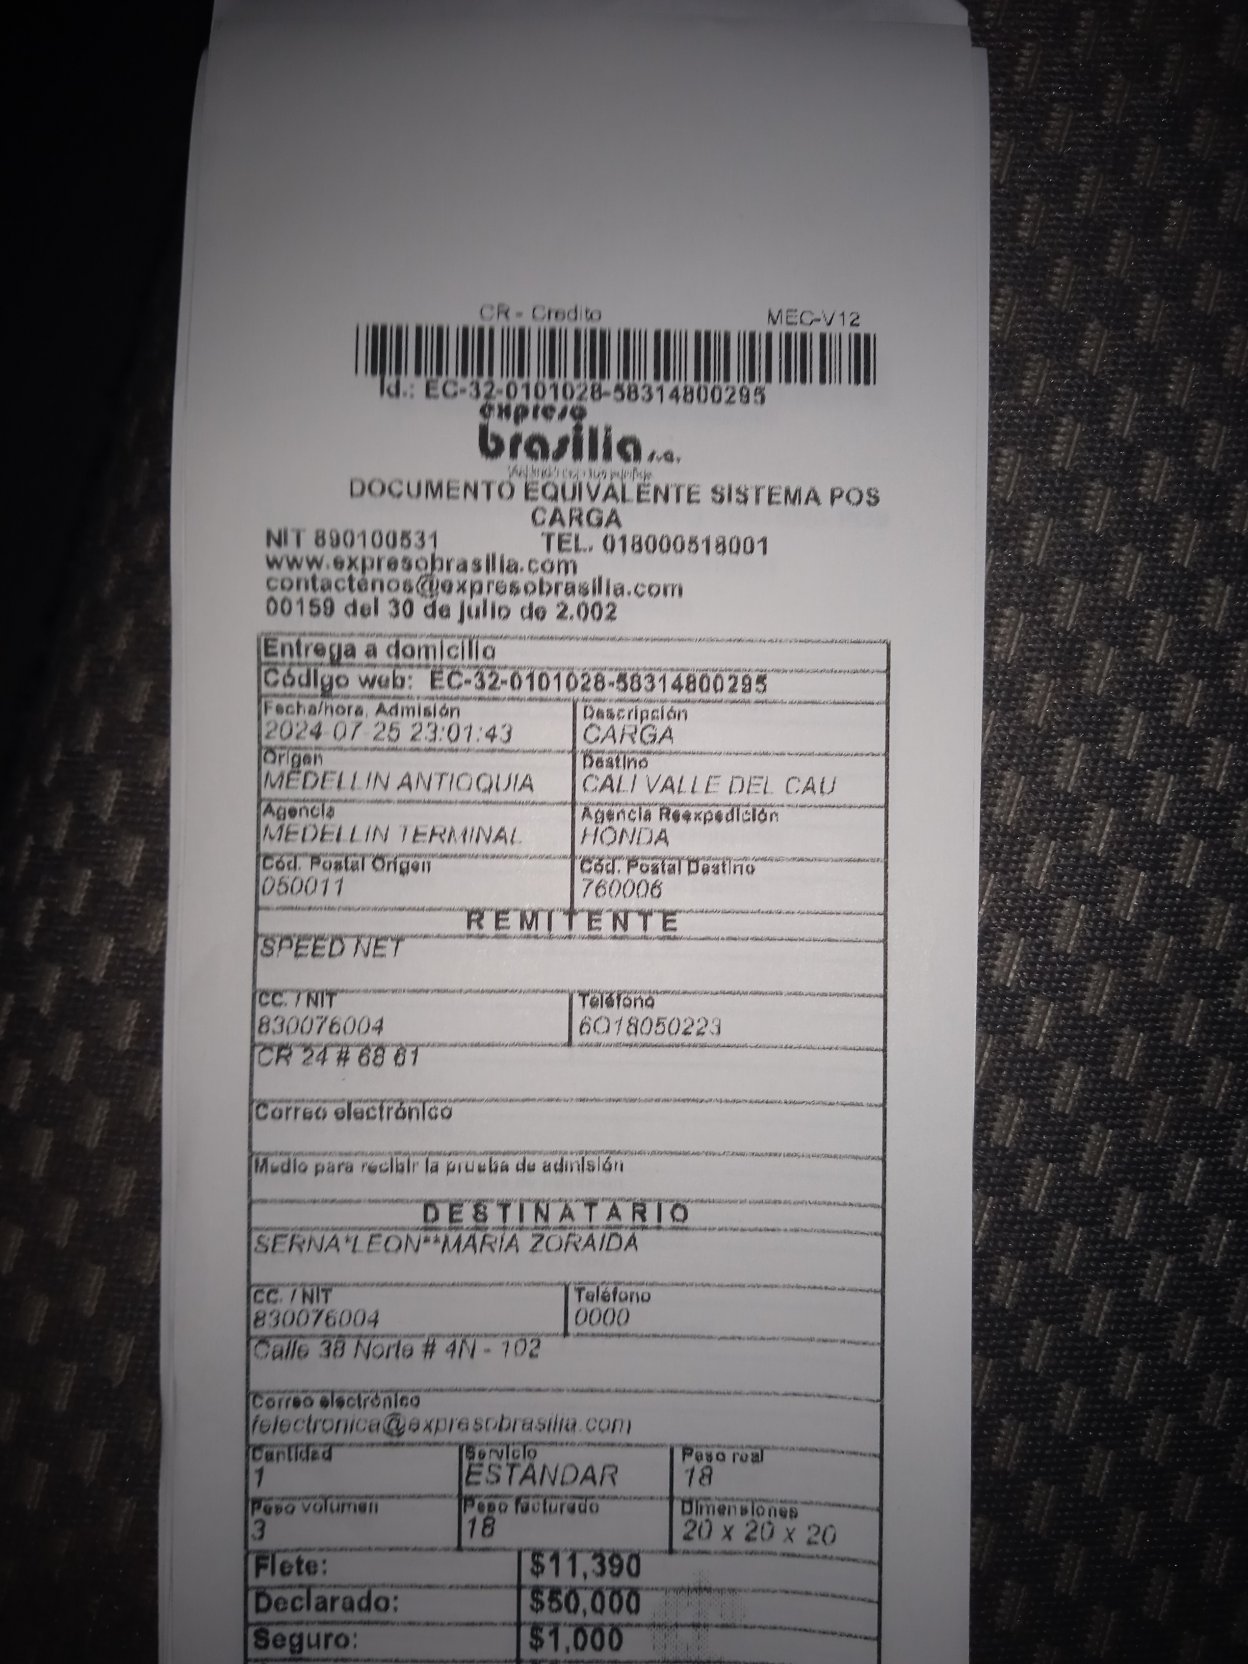 CR - Credito MEC-V12
Id.: EC-32-0101028-58314800295
expreso
brasilia s.a.
DOCUMENTO EQUIVALENTE SISTEMA POS
CARGA
NIT 890100531 TEL. 018000518001
www.expresobrasilia.com
contactenos@expresobrasilia.com
00159 del 30 de julio de 2.002
Entrega a domicilio
Código web: EC-32-0101028-58314800295
Fecha/hora, Admisión Descripción
2024-07-25 23:01:43 CARGA
Origen Destino
MEDELLIN ANTIOQUIA CALI VALLE DEL CAU
Agencia Agencia Reexpedición
MEDELLIN TERMINAL HONDA
Cód. Postal Origen Cód. Postal Destino
050011 760006
REMITENTE
SPEED NET
CC. / NIT Teléfono
830076004 6018050223
CR 24 # 68 61
Correo electrónico
Medio para recibir la prueba de admisión
DESTINATARIO
SERNA*LEON**MARIA ZORAIDA
CC. / NIT Teléfono
830076004 0000
Calle 38 Norte # 4N - 102
Correo electrónico
felectronica@expresobrasilia.com
Cantidad Servicio Peso real
1 ESTÁNDAR 18
Peso volumen Peso facturado Dimensiones
3 18 20 x 20 x 20
Flete: $11,390
Declarado: $50,000
Seguro: $1,000